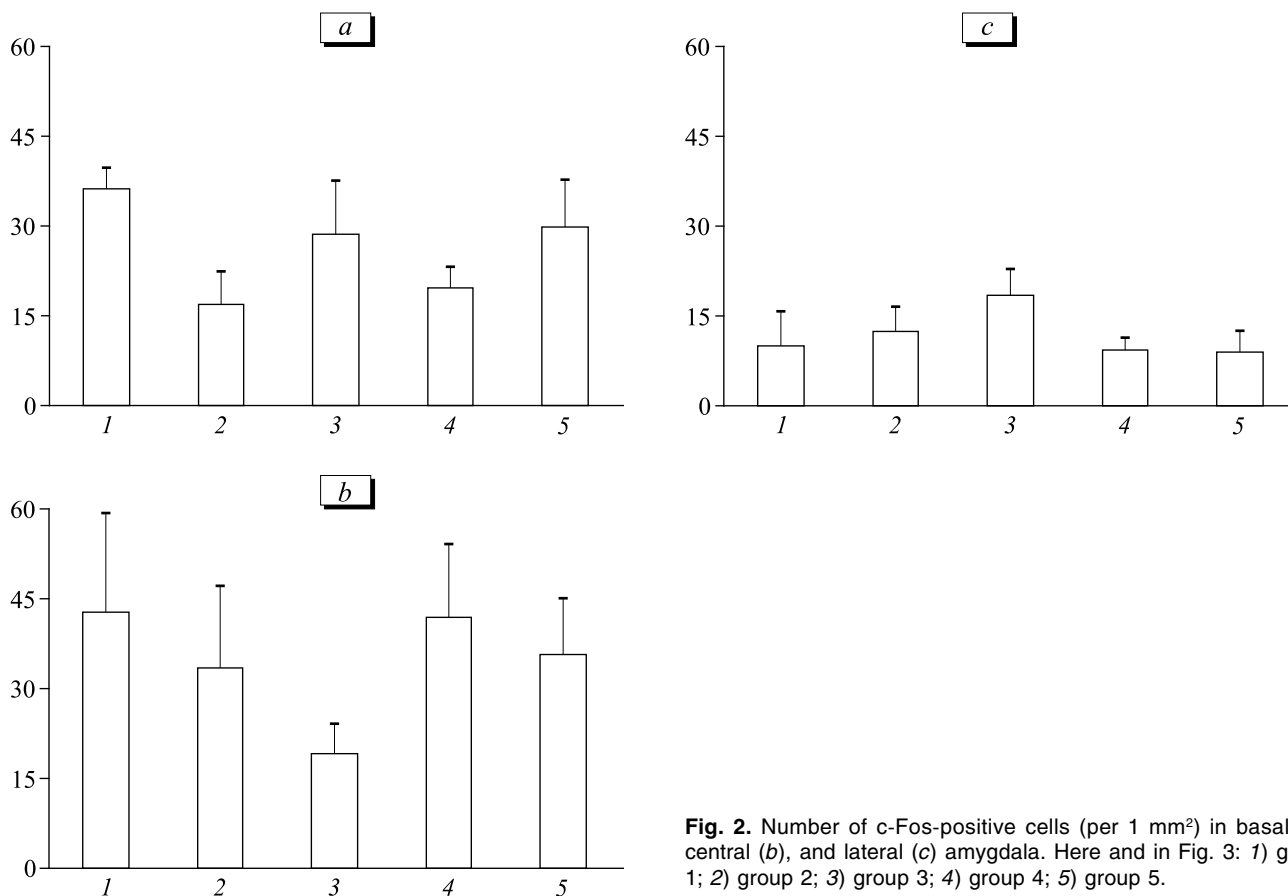 a
60
45
30
15
0
1 2 3 4 5
c
60
45
30
15
0
1 2 3 4 5
b
60
45
30
15
0
1 2 3 4 5
Fig. 2. Number of c-Fos-positive cells (per 1 mm²) in basal
central (b), and lateral (c) amygdala. Here and in Fig. 3: 1)
1; 2) group 2; 3) group 3; 4) group 4; 5) group 5.